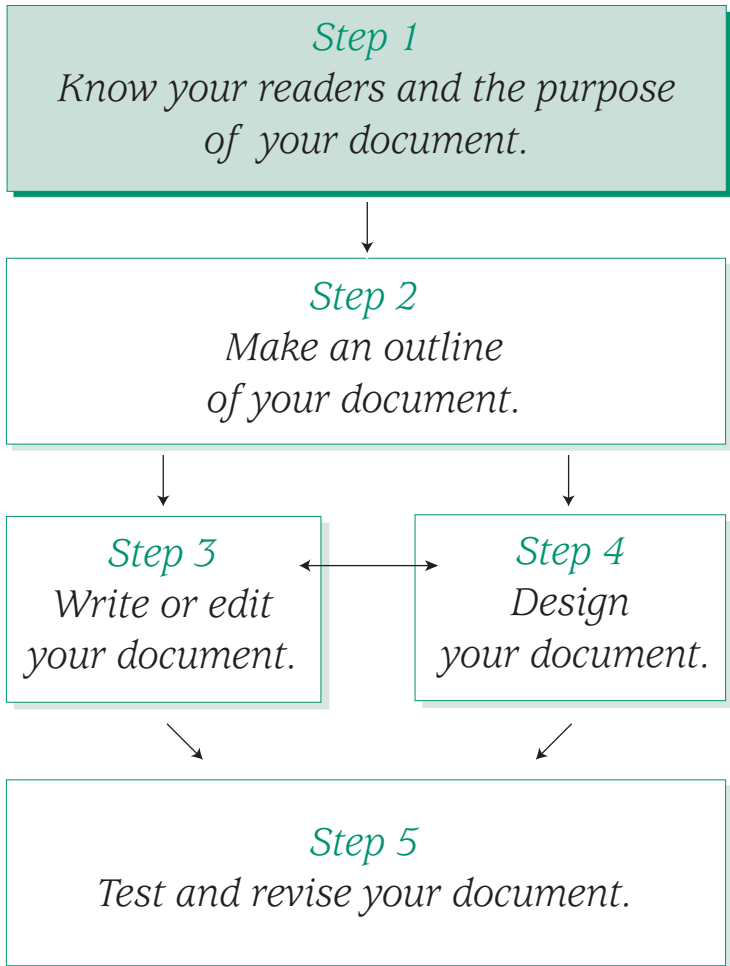 Step 1
Know your readers and the purpose
of your document.
Step 2
Make an outline
of your document.
Step 3
Write or edit
your document.
Step 4
Design
your document.
Step 5
Test and revise your document.